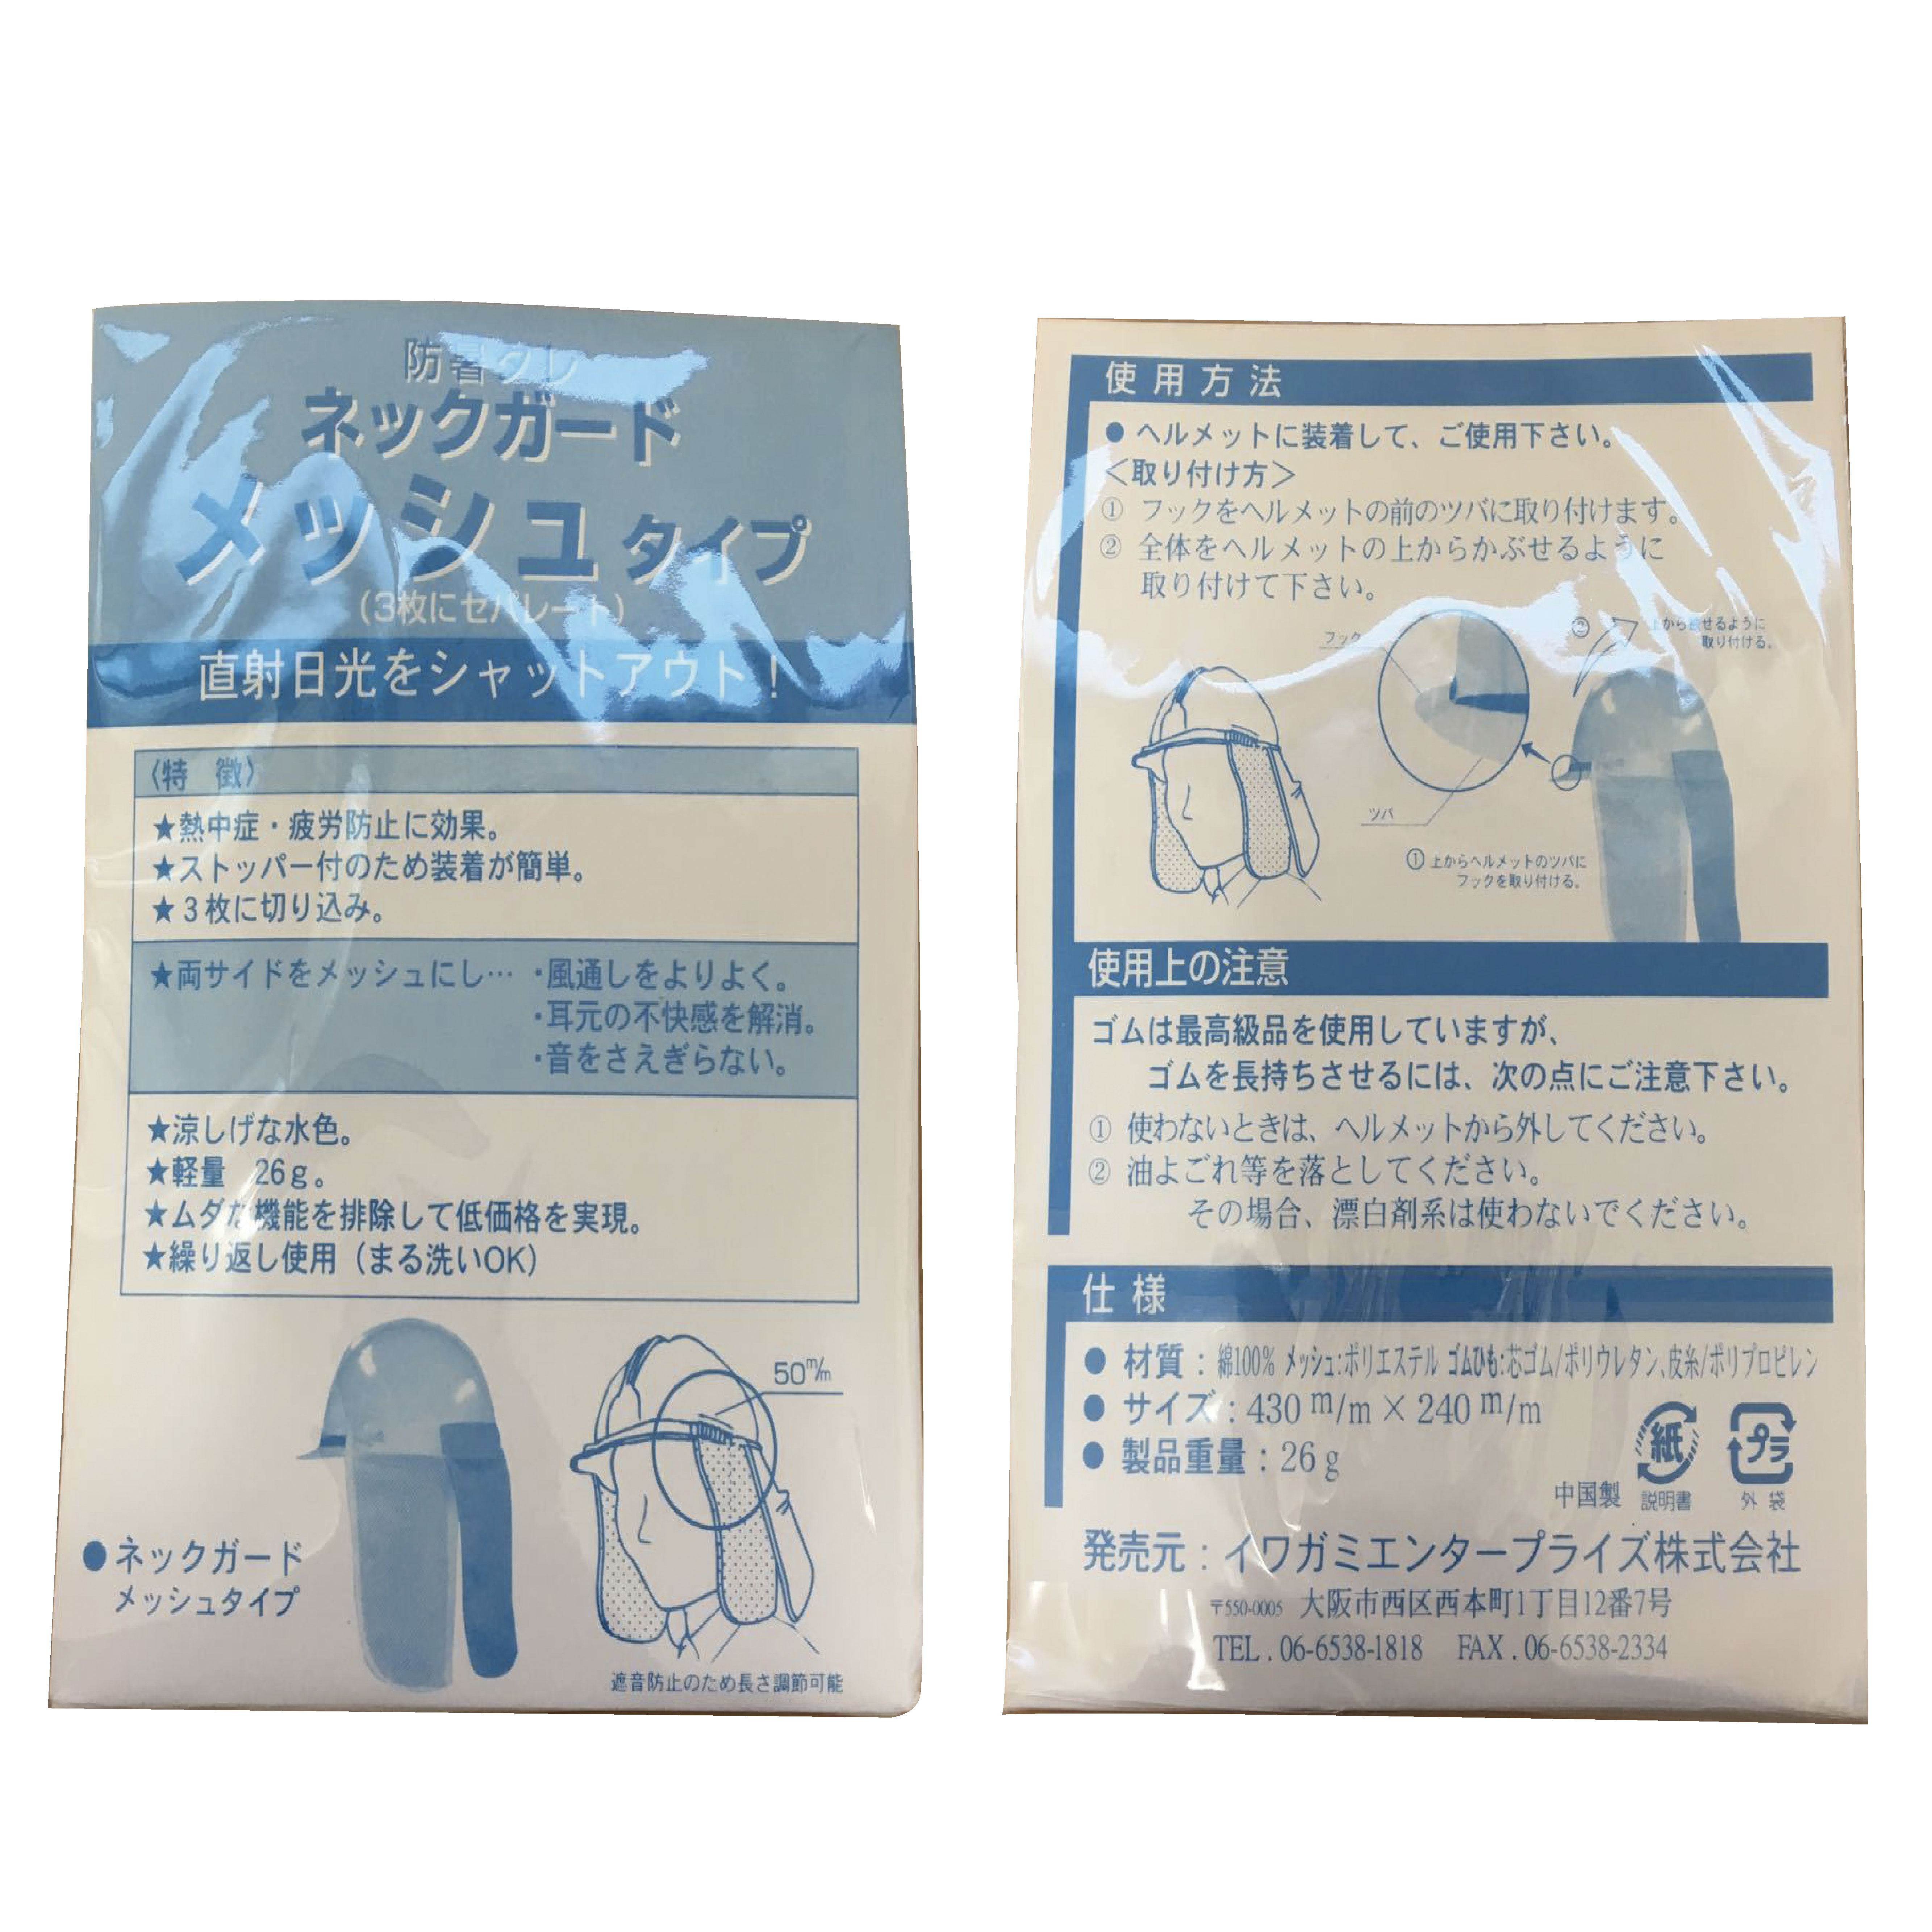 防暑タレ
ネックガード
メッシュタイプ
(3枚にセパレート)
直射日光をシャットアウト!
〈特 徴〉
★熱中症・疲労防止に効果。
★ストッパー付のため装着が簡単。
★3枚に切り込み。
★両サイドをメッシュにし… ・風通しをよりよく。
・耳元の不快感を解消。
・音をさえぎらない。
★涼しげな水色。
★軽量 26g。
★ムダな機能を排除して低価格を実現。
★繰り返し使用(まる洗いOK)
50m/m
●ネックガード
メッシュタイプ
遮音防止のため長さ調節可能
使用方法
●ヘルメットに装着して、ご使用下さい。
<取り付け方>
① フックをヘルメットの前のツバに取り付けます。
② 全体をヘルメットの上からかぶせるように
取り付けて下さい。
フック
② 上から被せるように
取り付ける。
ツバ
① 上からヘルメットのツバに
フックを取り付ける。
使用上の注意
ゴムは最高級品を使用していますが、
ゴムを長持ちさせるには、次の点にご注意下さい。
① 使わないときは、ヘルメットから外してください。
② 油よごれ等を落としてください。
その場合、漂白剤系は使わないでください。
仕様
● 材質:綿100% メッシュ:ポリエステル ゴムひも:芯ゴム/ポリウレタン、皮糸/ポリプロピレン
● サイズ:430m/m×240m/m
● 製品重量:26g
紙
プラ
中国製 説明書 外袋
発売元:イワガミエンタープライズ株式会社
〒550-0005 大阪市西区西本町1丁目12番7号
TEL.06-6538-1818 FAX.06-6538-2334